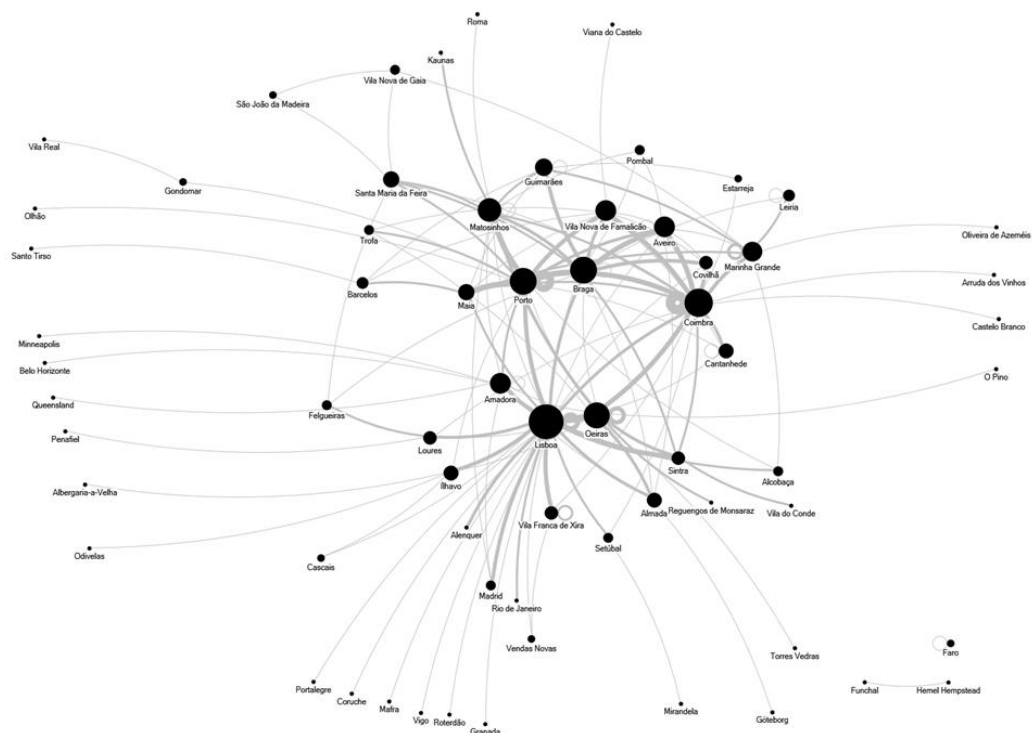 Roma
Viana do Castelo
Kaunas
Vila Nova de Gaia
São João da Madeira
Vila Real
Pombal
Guimarães
Estarreja
Gondomar
Santa Maria da Feira
Leiria
Olhão
Matosinhos
Vila Nova de Famalicão
Aveiro
Oliveira de Azeméis
Trofa
Santo Tirso
Marinha Grande
Covilhã
Arruda dos Vinhos
Barcelos
Maia
Porto
Braga
Coimbra
Castelo Branco
Minneapolis
Cantanhede
Belo Horizonte
O Pino
Amadora
Queensland
Felgueiras
Penafiel
Lisboa
Oeiras
Loures
Sintra
Alcobaça
Ílhavo
Albergaria-a-Velha
Almada
Reguengos de Monsaraz
Vila do Conde
Vila Franca de Xira
Alenquer
Setúbal
Odivelas
Cascais
Madrid
Rio de Janeiro
Vendas Novas
Torres Vedras
Faro
Portalegre
Funchal
Hemel Hempstead
Coruche
Mafra
Mirandela
Vigo
Roterdão
Göteborg
Granada